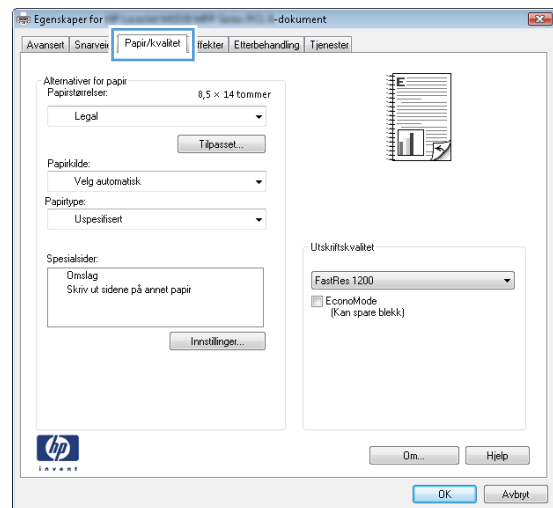 Egenskaper for -dokument
Avansert Snarveie Papir/kvalitet ffekter Etterbehandling Tjenester
Alternativer for papir
Papirstørrelser: 8,5 × 14 tommer
Legal
Tilpasset...
Papirkilde:
Velg automatisk
Papirtype:
Uspesifisert
Spesialsider:
Omslag
Skriv ut sidene på annet papir
Innstillinger...
E
Utskriftskvalitet
FastRes 1200
EconoMode
(Kan spare blekk)
hp
invent
Om... Hjelp
OK Avbryt